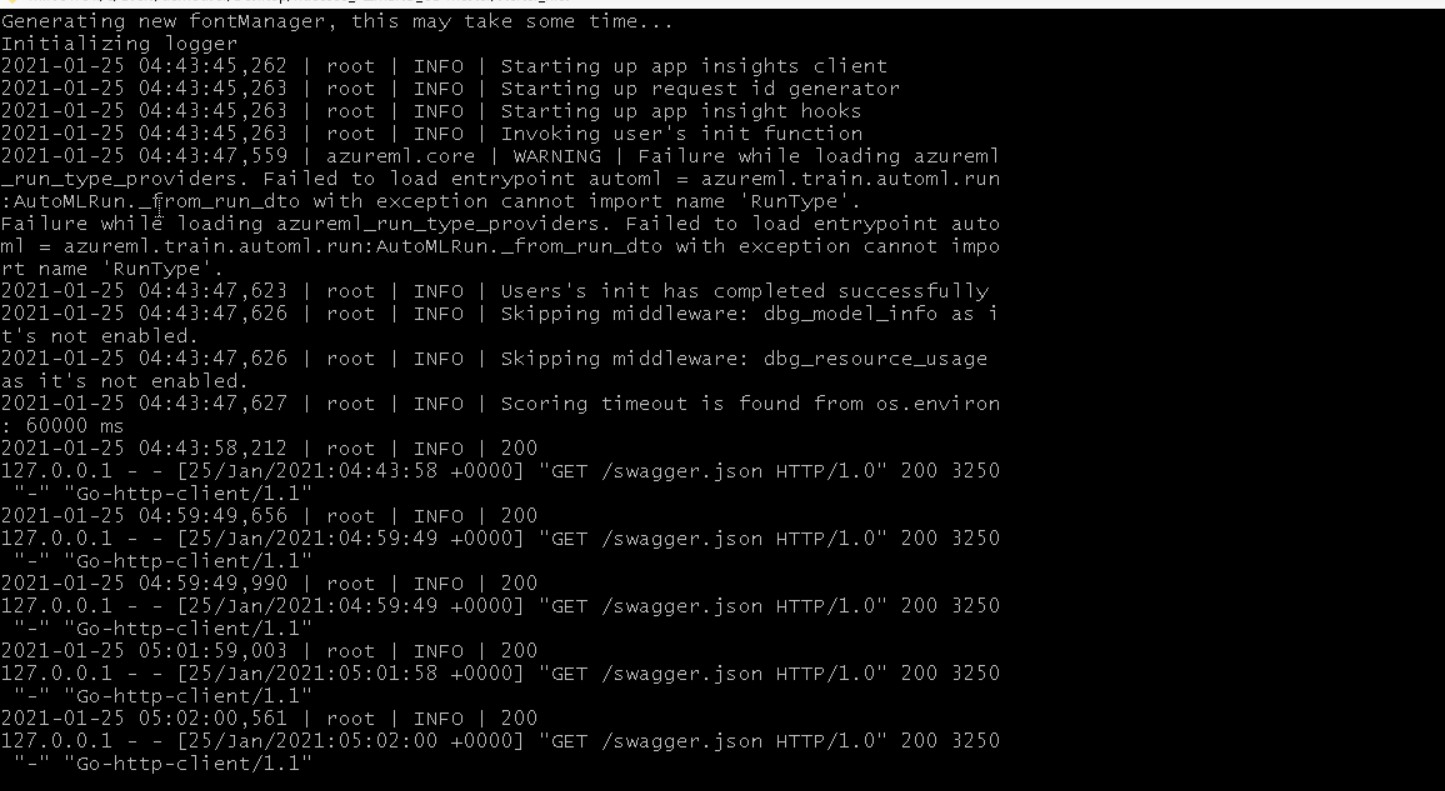 Generating new fontManager, this may take some time...
Initializing logger
2021-01-25 04:43:45,262 | root | INFO | Starting up app insights client
2021-01-25 04:43:45,263 | root | INFO | Starting up request id generator
2021-01-25 04:43:45,263 | root | INFO | Starting up app insight hooks
2021-01-25 04:43:45,263 | root | INFO | Invoking user's init function
2021-01-25 04:43:47,559 | azureml.core | WARNING | Failure while loading azureml
_run_type_providers. Failed to load entrypoint automl = azureml.train.automl.run
:AutoMLRun._from_run_dto with exception cannot import name 'RunType'.
Failure while loading azureml_run_type_providers. Failed to load entrypoint auto
ml = azureml.train.automl.run:AutoMLRun._from_run_dto with exception cannot impo
rt name 'RunType'.
2021-01-25 04:43:47,623 | root | INFO | Users's init has completed successfully
2021-01-25 04:43:47,626 | root | INFO | Skipping middleware: dbg_model_info as i
t's not enabled.
2021-01-25 04:43:47,626 | root | INFO | Skipping middleware: dbg_resource_usage
as it's not enabled.
2021-01-25 04:43:47,627 | root | INFO | Scoring timeout is found from os.environ
: 60000 ms
2021-01-25 04:43:58,212 | root | INFO | 200
127.0.0.1 - - [25/Jan/2021:04:43:58 +0000] "GET /swagger.json HTTP/1.0" 200 3250
"-" "Go-http-client/1.1"
2021-01-25 04:59:49,656 | root | INFO | 200
127.0.0.1 - - [25/Jan/2021:04:59:49 +0000] "GET /swagger.json HTTP/1.0" 200 3250
"-" "Go-http-client/1.1"
2021-01-25 04:59:49,990 | root | INFO | 200
127.0.0.1 - - [25/Jan/2021:04:59:49 +0000] "GET /swagger.json HTTP/1.0" 200 3250
"-" "Go-http-client/1.1"
2021-01-25 05:01:59,003 | root | INFO | 200
127.0.0.1 - - [25/Jan/2021:05:01:58 +0000] "GET /swagger.json HTTP/1.0" 200 3250
"-" "Go-http-client/1.1"
2021-01-25 05:02:00,561 | root | INFO | 200
127.0.0.1 - - [25/Jan/2021:05:02:00 +0000] "GET /swagger.json HTTP/1.0" 200 3250
"-" "Go-http-client/1.1"